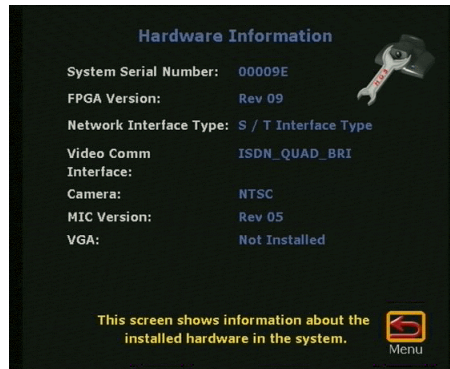 Hardware Information
System Serial Number: 00009E
FPGA Version: Rev 09
Network Interface Type: S / T Interface Type
Video Comm ISDN_QUAD_BRI
Interface:
Camera: NTSC
MIC Version: Rev 05
VGA: Not Installed
This screen shows information about the
installed hardware in the system.
Menu